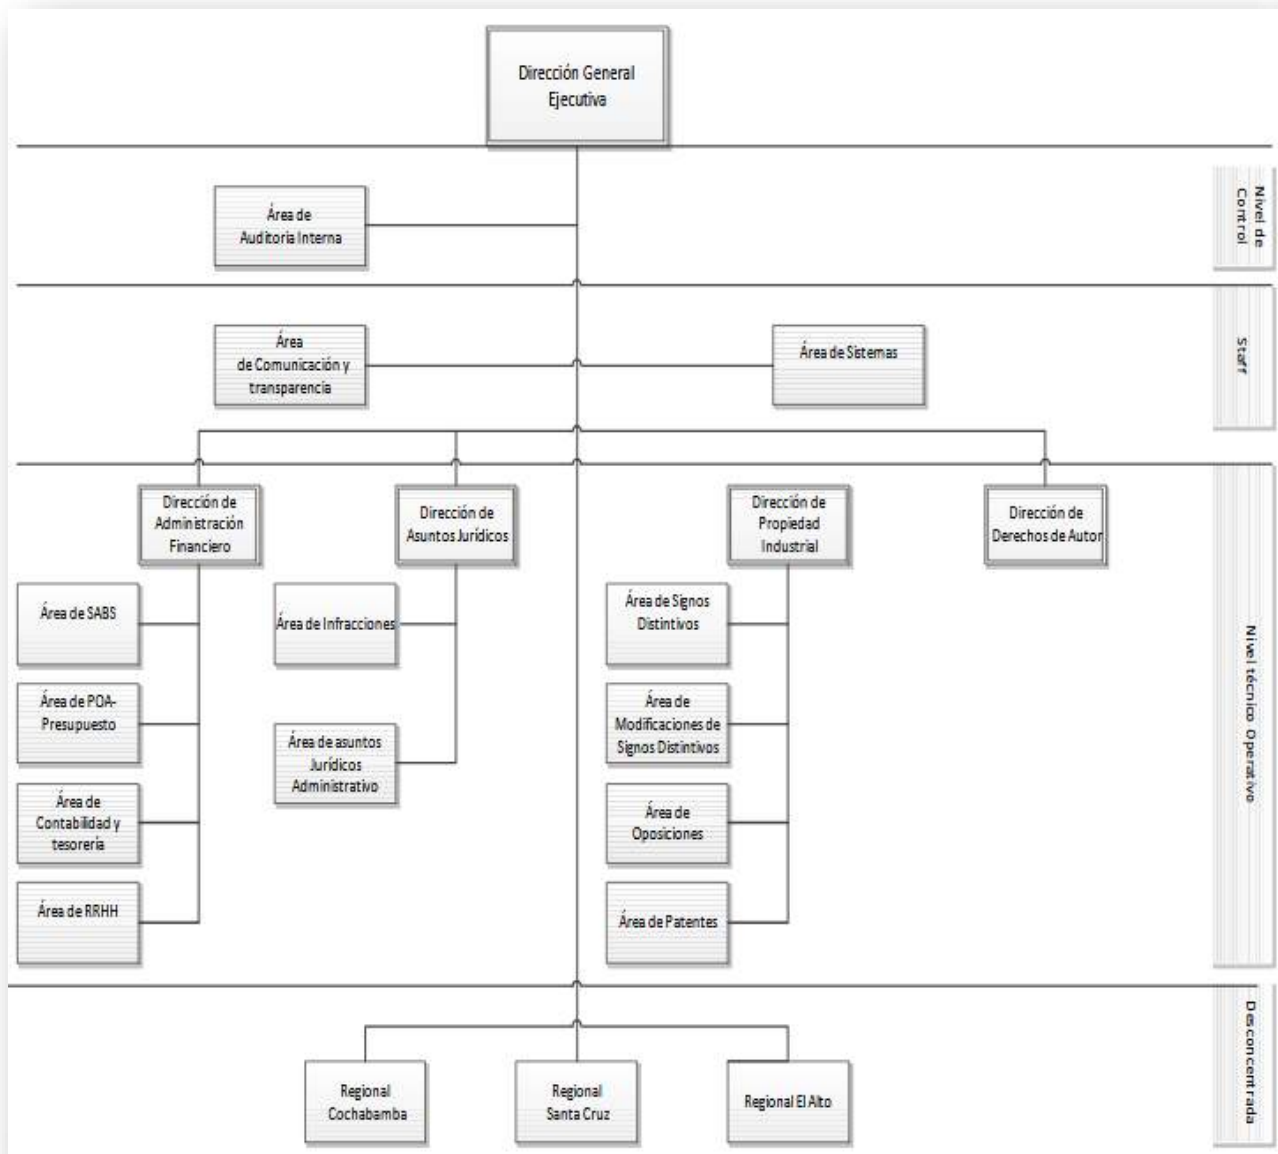 Dirección General
Ejecutiva
Nivel de
Control
Área de
Auditoria Interna
Staff
Área
de Comunicación y
transparencia
Área de Sistemas
Nivel técnico Operativo
Dirección de
Administración
Financiero
Dirección de
Asuntos Jurídicos
Dirección de
Propiedad
Industrial
Dirección de
Derechos de Autor
Área de SABS
Área de POA-
Presupuesto
Área de
Contabilidad y
tesorería
Área de RRHH
Área de Infracciones
Área de asuntos
Jurídicos
Administrativo
Área de Signos
Distintivos
Área de
Modificaciones de
Signos Distintivos
Área de
Oposiciones
Área de Patentes
Desconcentrada
Regional
Cochabamba
Regional
Santa Cruz
Regional El Alto